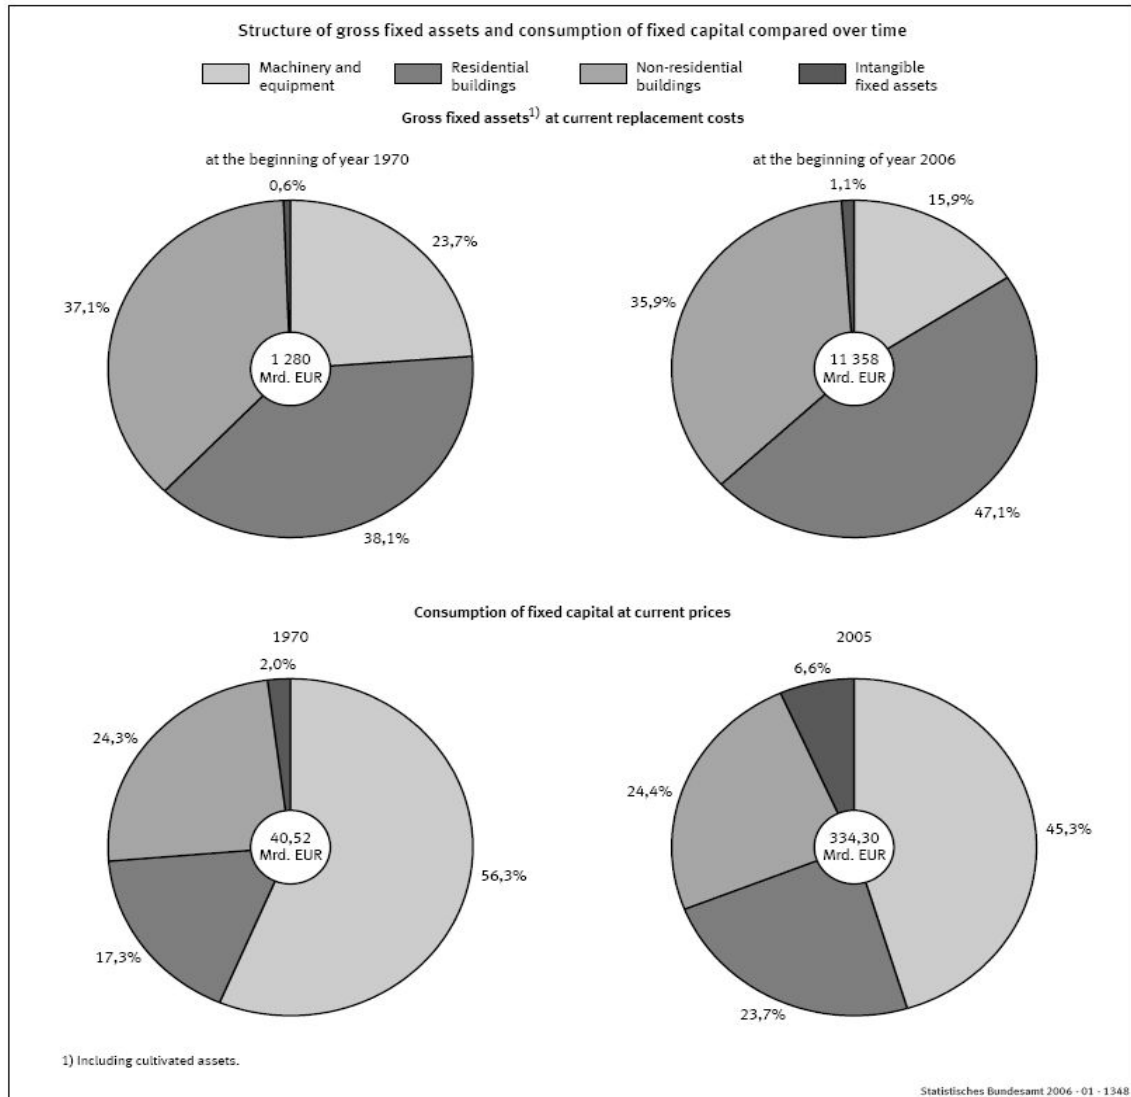 Structure of gross fixed assets and consumption of fixed capital compared over time
Machinery and
equipment
Residential
buildings
Non-residential
buildings
Intangible
fixed assets
Gross fixed assets1) at current replacement costs
at the beginning of year 1970
0,6%
23,7%
37,1%
1 280
Mrd. EUR
38,1%
at the beginning of year 2006
1,1%
15,9%
35,9%
11 358
Mrd. EUR
47,1%
Consumption of fixed capital at current prices
1970
2,0%
24,3%
40,52
Mrd. EUR
56,3%
17,3%
2005
6,6%
24,4%
334,30
Mrd. EUR
45,3%
23,7%
1) Including cultivated assets.
Statistisches Bundesamt 2006 - 01 - 1348